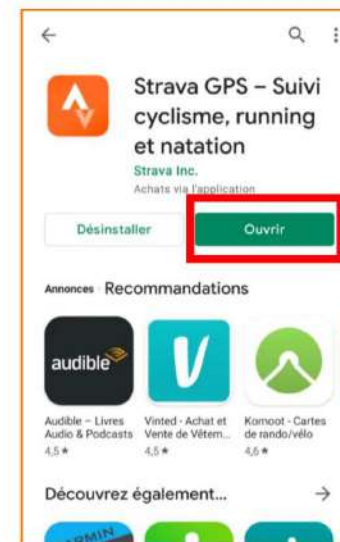 Strava GPS – Suivi
cyclisme, running
et natation
Strava Inc.
Achats via l'application
Désinstaller
Ouvrir
Annonces · Recommandations
audible
Audible – Livres
Audio & Podcasts
4,5 ★
Vinted - Achat et
Vente de Vêtem...
4,5 ★
Komoot - Cartes
de rando/vélo
4,6 ★
Découvrez également...
GARMIN